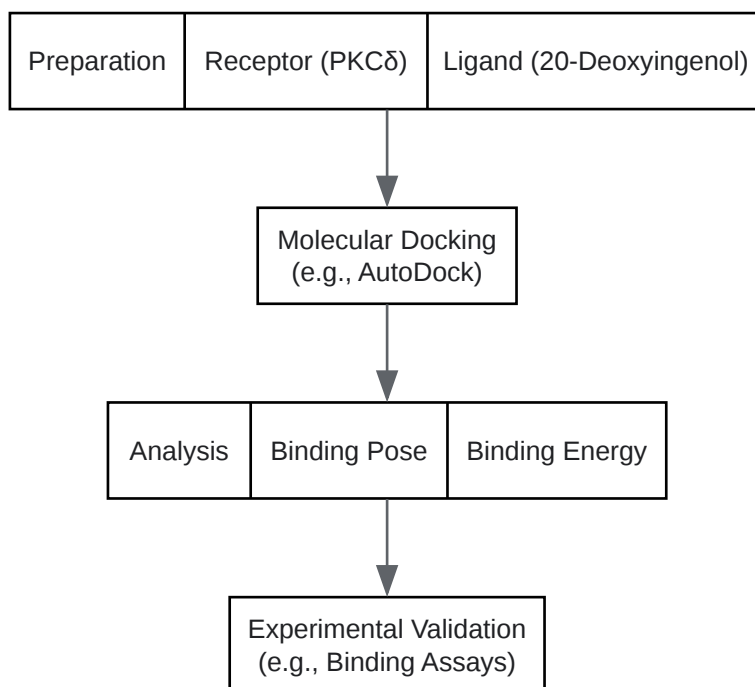 Preparation Receptor (PKCδ) Ligand (20-Deoxyingenol)
Molecular Docking
(e.g., AutoDock)
Analysis Binding Pose Binding Energy
Experimental Validation
(e.g., Binding Assays)